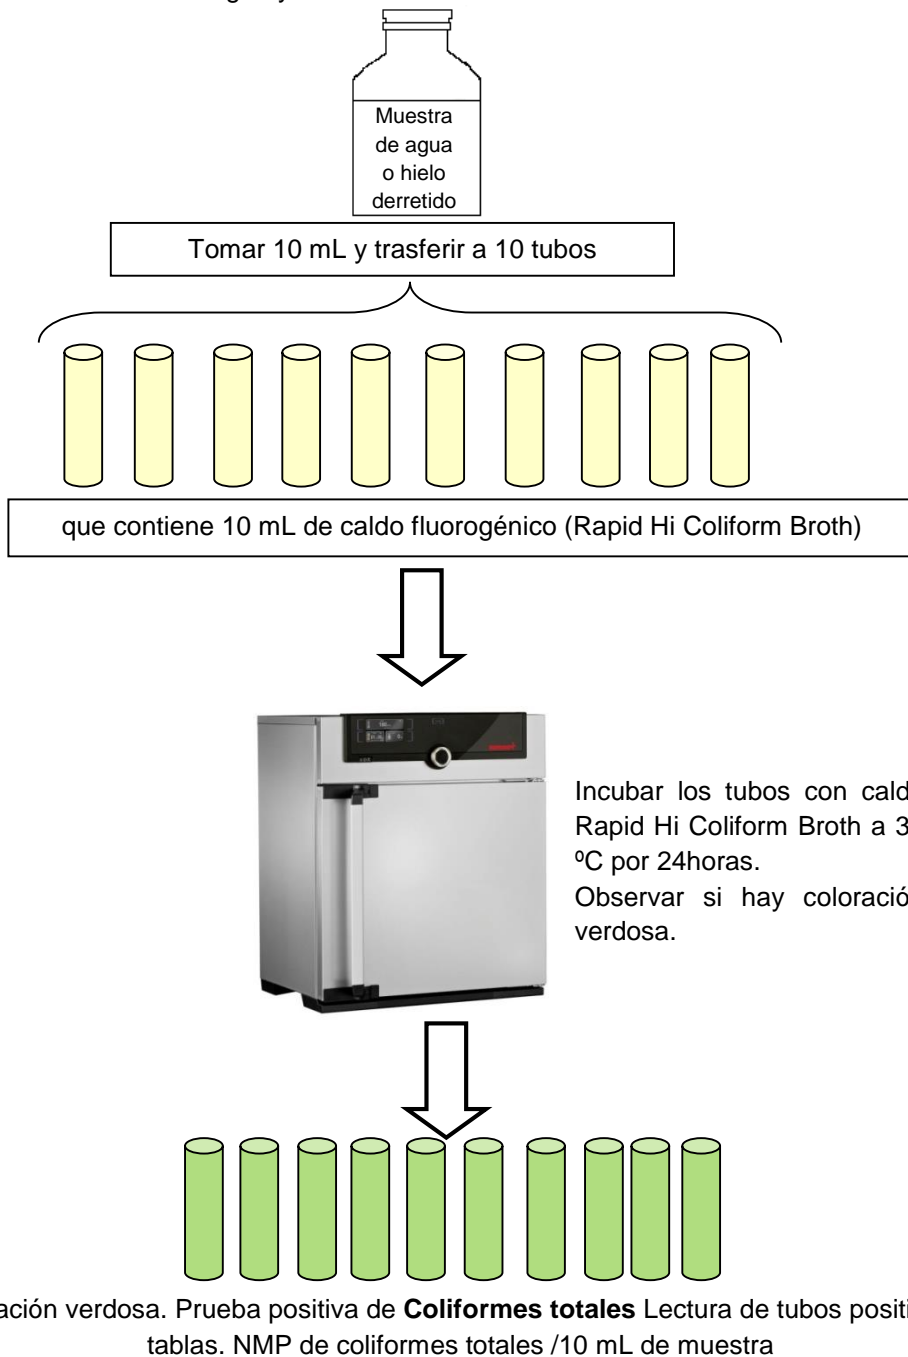 Muestra
de agua
o hielo
derretido
Tomar 10 mL y trasferir a 10 tubos
que contiene 10 mL de caldo fluorogénico (Rapid Hi Coliform Broth)
Incubar los tubos con cald
Rapid Hi Coliform Broth a 3
ºC por 24horas.
Observar si hay coloració
verdosa.
ación verdosa. Prueba positiva de Coliformes totales Lectura de tubos positi
tablas. NMP de coliformes totales /10 mL de muestra